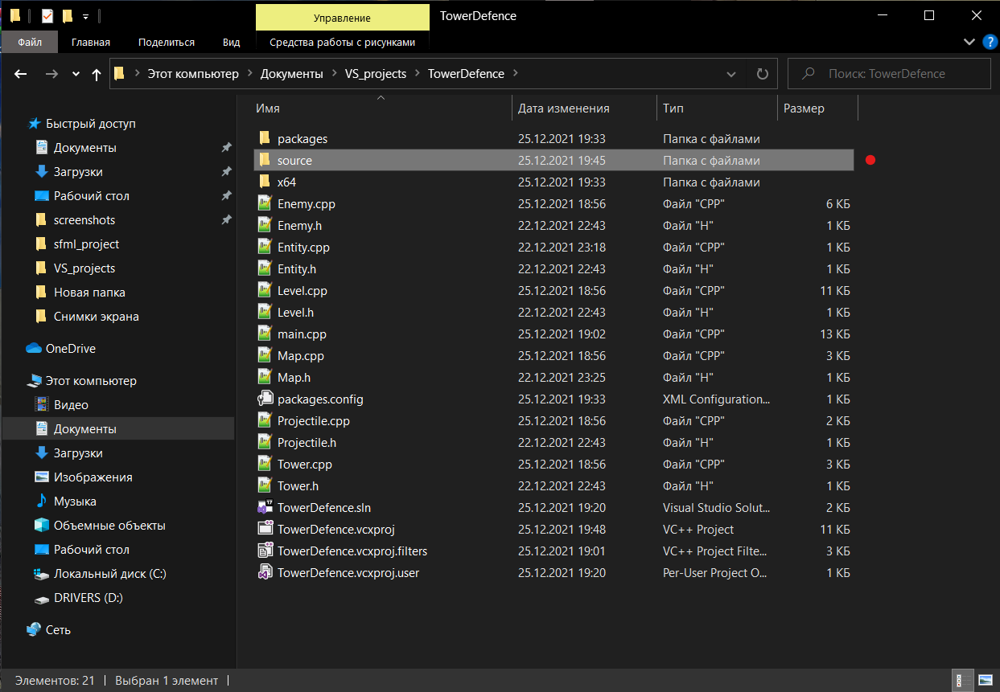 Управление TowerDefence
Файл Главная Поделиться Вид Средства работы с рисунками ?
Этот компьютер Документы VS_projects TowerDefence Поиск: TowerDefence
Имя Дата изменения Тип Размер
Быстрый доступ
Документы
Загрузки
Рабочий стол
screenshots
sfml_project
VS_projects
Новая папка
Снимки экрана
OneDrive
Этот компьютер
Видео
Документы
Загрузки
Изображения
Музыка
Объемные объекты
Рабочий стол
Локальный диск (C:)
DRIVERS (D:)
Сеть
packages 25.12.2021 19:33 Папка с файлами
source 25.12.2021 19:45 Папка с файлами
x64 25.12.2021 19:33 Папка с файлами
Enemy.cpp 25.12.2021 18:56 Файл "CPP" 6 КБ
Enemy.h 22.12.2021 22:43 Файл "H" 1 КБ
Entity.cpp 22.12.2021 23:18 Файл "CPP" 1 КБ
Entity.h 22.12.2021 22:43 Файл "H" 1 КБ
Level.cpp 25.12.2021 18:56 Файл "CPP" 11 КБ
Level.h 22.12.2021 22:43 Файл "H" 1 КБ
main.cpp 25.12.2021 19:02 Файл "CPP" 13 КБ
Map.cpp 25.12.2021 18:56 Файл "CPP" 3 КБ
Map.h 22.12.2021 23:25 Файл "H" 1 КБ
packages.config 25.12.2021 19:33 XML Configuration... 1 КБ
Projectile.cpp 25.12.2021 18:56 Файл "CPP" 2 КБ
Projectile.h 22.12.2021 22:43 Файл "H" 1 КБ
Tower.cpp 25.12.2021 18:56 Файл "CPP" 3 КБ
Tower.h 22.12.2021 22:43 Файл "H" 1 КБ
TowerDefence.sln 25.12.2021 19:20 Visual Studio Solut... 2 КБ
TowerDefence.vcxproj 25.12.2021 19:48 VC++ Project 11 КБ
TowerDefence.vcxproj.filters 25.12.2021 19:01 VC++ Project Filte... 3 КБ
TowerDefence.vcxproj.user 25.12.2021 19:20 Per-User Project O... 1 КБ
Элементов: 21 Выбран 1 элемент